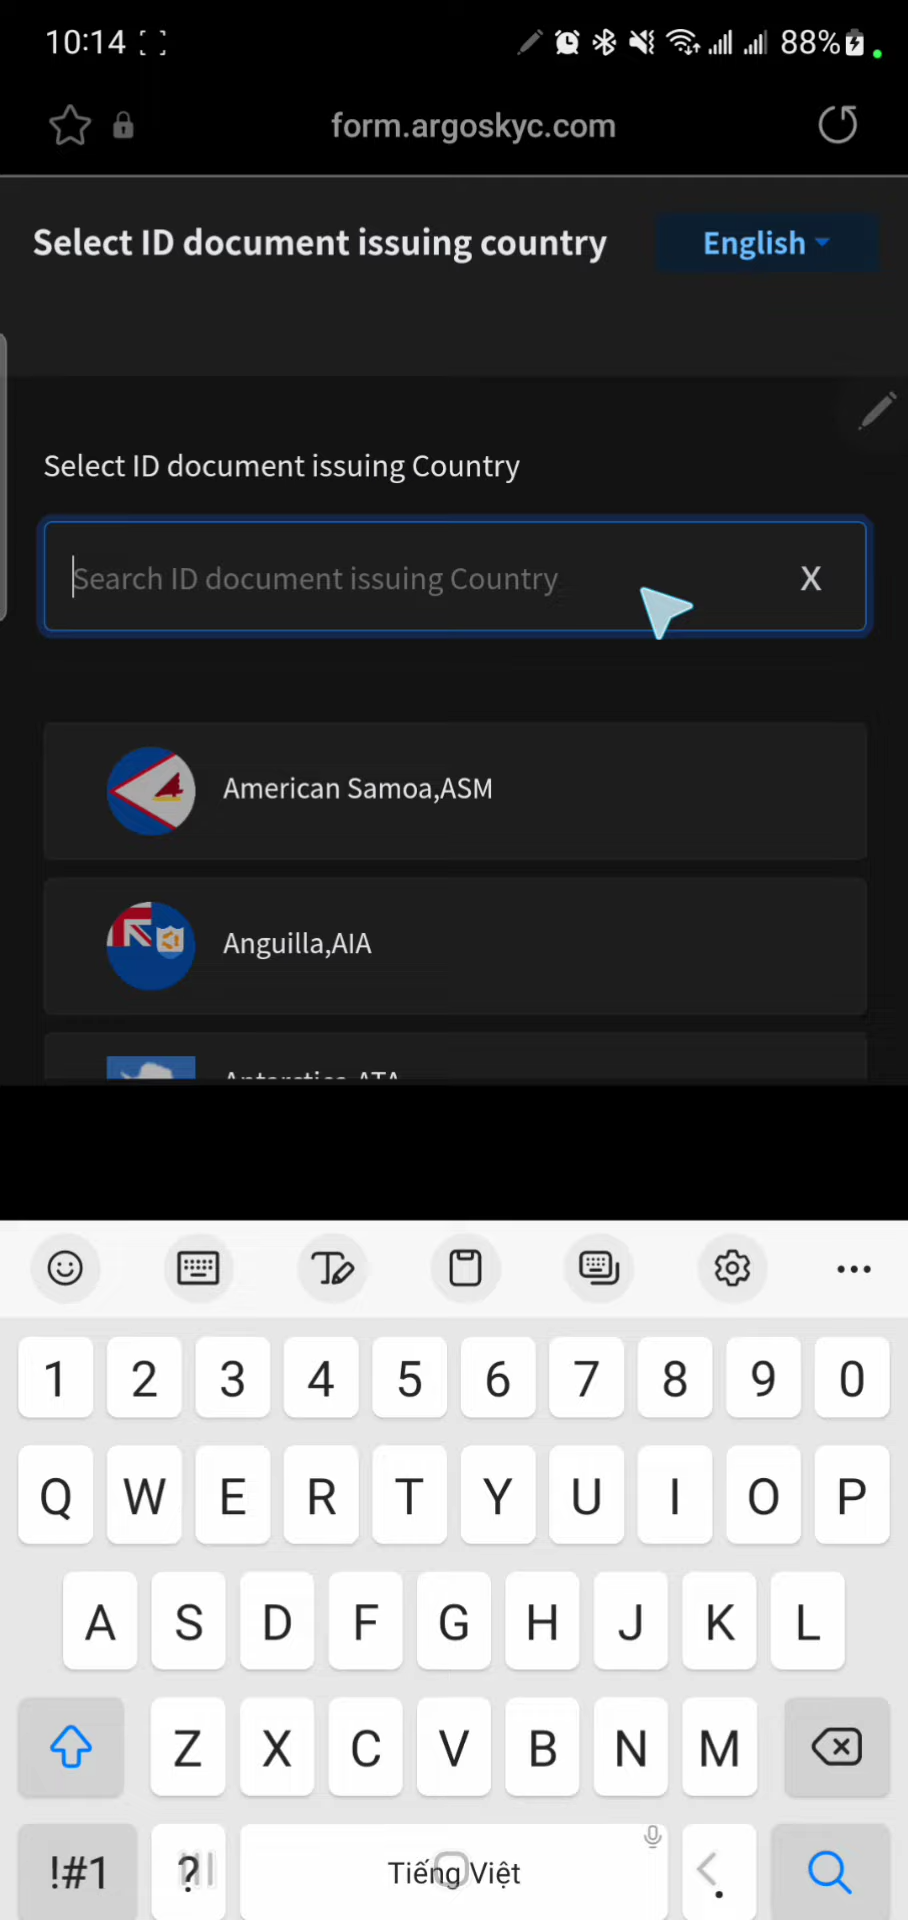 10:14
88%
form.argoskyc.com
Select ID document issuing country
English
Select ID document issuing Country
Search ID document issuing Country
X
American Samoa,ASM
Anguilla,AIA
Antarctica,ATA
1 2 3 4 5 6 7 8 9 0
Q W E R T Y U I O P
A S D F G H J K L
Z X C V B N M
!#1 ? Tiếng Việt .